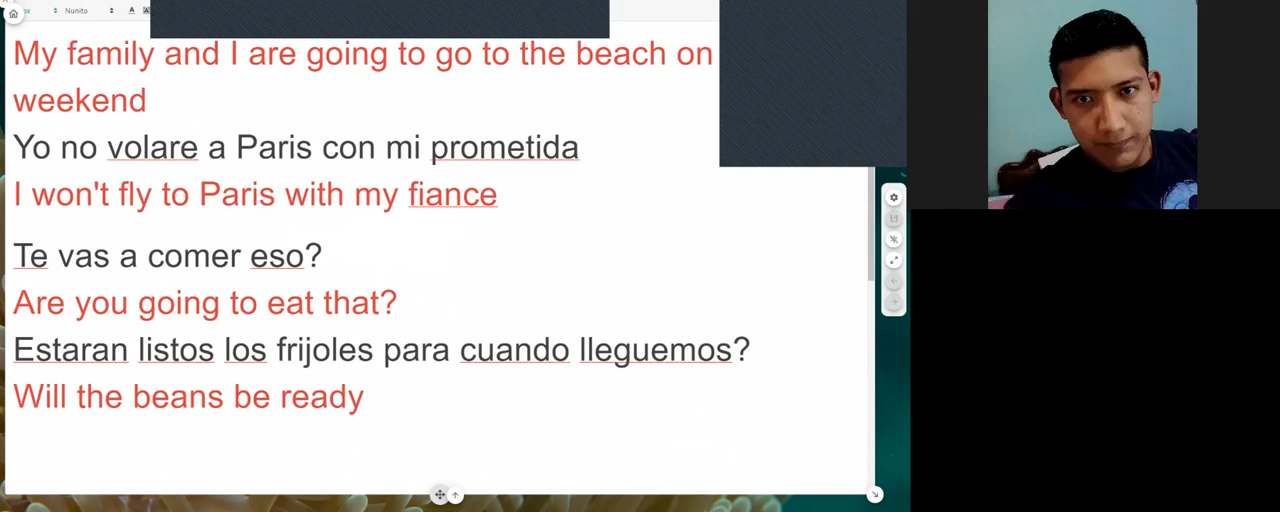 Nunito
My family and I are going to go to the beach on
weekend
Yo no volare a Paris con mi prometida
I won't fly to Paris with my fiance
Te vas a comer eso?
Are you going to eat that?
Estaran listos los frijoles para cuando lleguemos?
Will the beans be ready